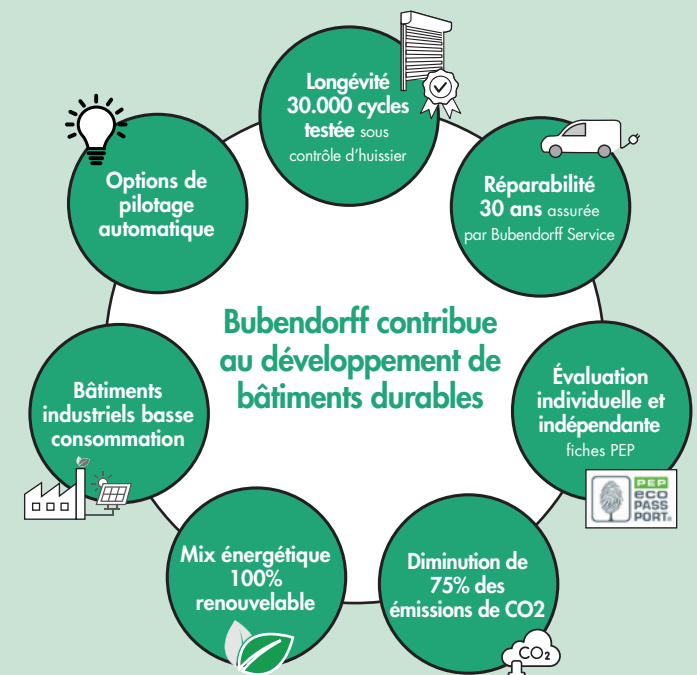 Longévité
30.000 cycles
testée sous
contrôle d'huissier
Réparabilité
30 ans assurée
par Bubendorff Service
Évaluation
individuelle et
indépendante
fiches PEP
PEP
eco
PASS
PORT®
Diminution de
75% des
émissions de CO2
CO2
Mix énergétique
100%
renouvelable
Bâtiments
industriels basse
consommation
Options de
pilotage
automatique
Bubendorff contribue
au développement de
bâtiments durables